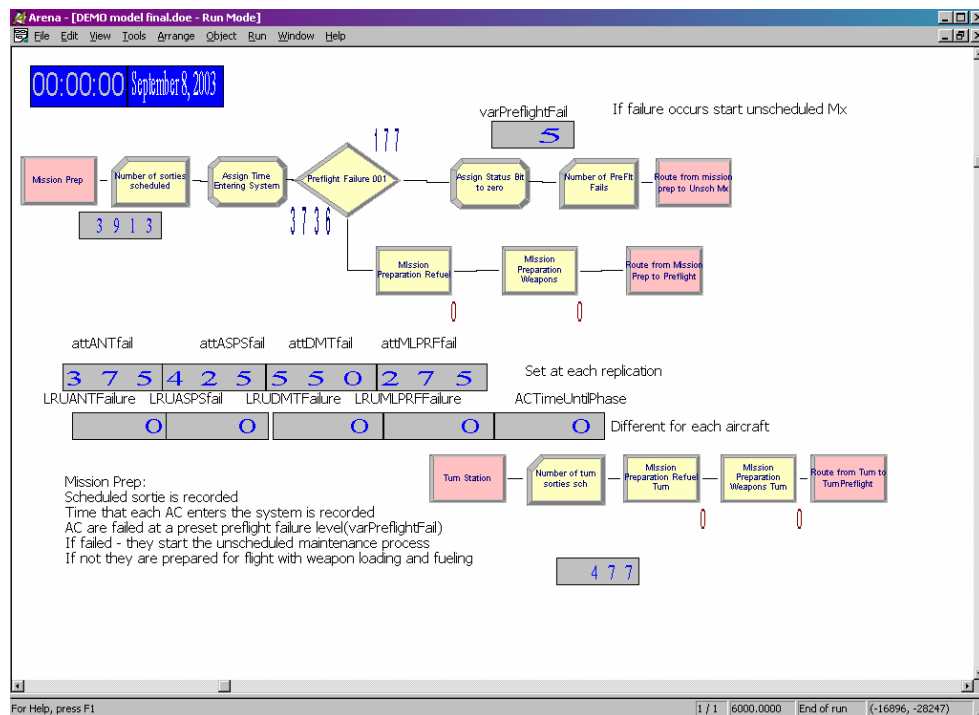 Arena - [DEMO model final.doe - Run Mode]
File Edit View Tools Arrange Object Run Window Help
00:00:00 September 8, 2003
varPreflightFail
If failure occurs start unscheduled Mx
5
177
Mission Prep
Number of sorties
scheduled
Assign Time
Entering System
Preflight Failure 001
Assign Status Bit
to zero
Number of PreFlt
Fails
Route from mission
prep to Unsch Mx
3913
3736
MIssion
Preparation Refuel
MIssion
Preparation
Weapons
Route from Mission
Prep to Preflight
0
0
attANTfail attASPSfail attDMTfail attMLPRFfail
375 425 550 275
Set at each replication
LRUANTFailure LRUASPSfail LRUDMTFailure LRUMLPRFFailure ACTimeUntilPhase
0 0 0 0 0
Different for each aircraft
Turn Station
Number of turn
sorties sch
MIssion
Preparation Refuel
Turn
MIssion
Preparation
Weapons Turn
Route from Turn to
TurnPreflight
0
0
Mission Prep:
Scheduled sortie is recorded
Time that each AC enters the system is recorded
AC are failed at a preset preflight failure level(varPreflightFail)
If failed - they start the unscheduled maintenance process
If not they are prepared for flight with weapon loading and fueling
477
For Help, press F1
1 / 1 6000.0000 End of run (-16896, -28247)